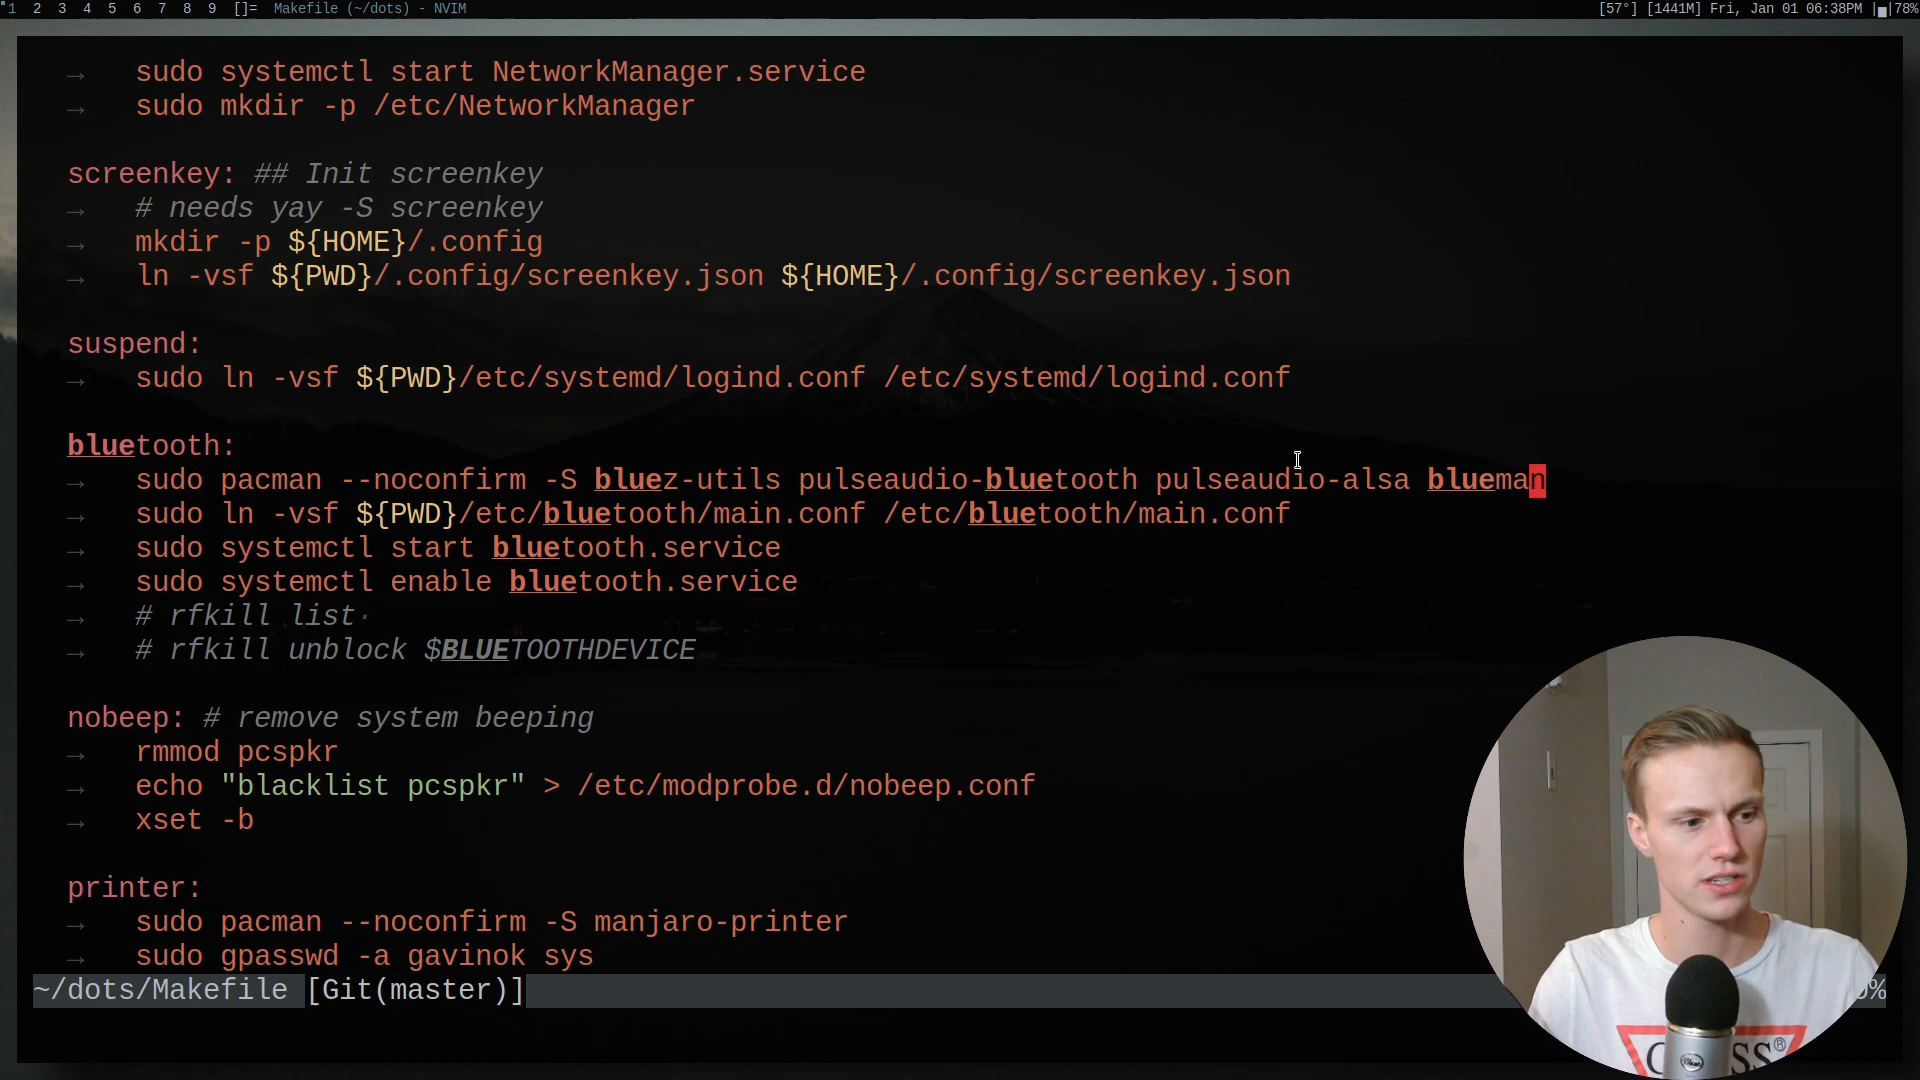 1 2 3 4 5 6 7 8 9 []= Makefile (~/dots) - NVIM [57°] [1441M] Fri, Jan 01 06:38PM |▄|78%
→ sudo systemctl start NetworkManager.service
→ sudo mkdir -p /etc/NetworkManager
screenkey: ## Init screenkey
→ # needs yay -S screenkey
→ mkdir -p ${HOME}/.config
→ ln -vsf ${PWD}/.config/screenkey.json ${HOME}/.config/screenkey.json
suspend:
→ sudo ln -vsf ${PWD}/etc/systemd/logind.conf /etc/systemd/logind.conf
bluetooth:
→ sudo pacman --noconfirm -S bluez-utils pulseaudio-bluetooth pulseaudio-alsa blueman
→ sudo ln -vsf ${PWD}/etc/bluetooth/main.conf /etc/bluetooth/main.conf
→ sudo systemctl start bluetooth.service
→ sudo systemctl enable bluetooth.service
→ # rfkill list·
→ # rfkill unblock $BLUETOOTHDEVICE
nobeep: # remove system beeping
→ rmmod pcspkr
→ echo "blacklist pcspkr" > /etc/modprobe.d/nobeep.conf
→ xset -b
printer:
→ sudo pacman --noconfirm -S manjaro-printer
→ sudo gpasswd -a gavinok sys
~/dots/Makefile [Git(master)] %